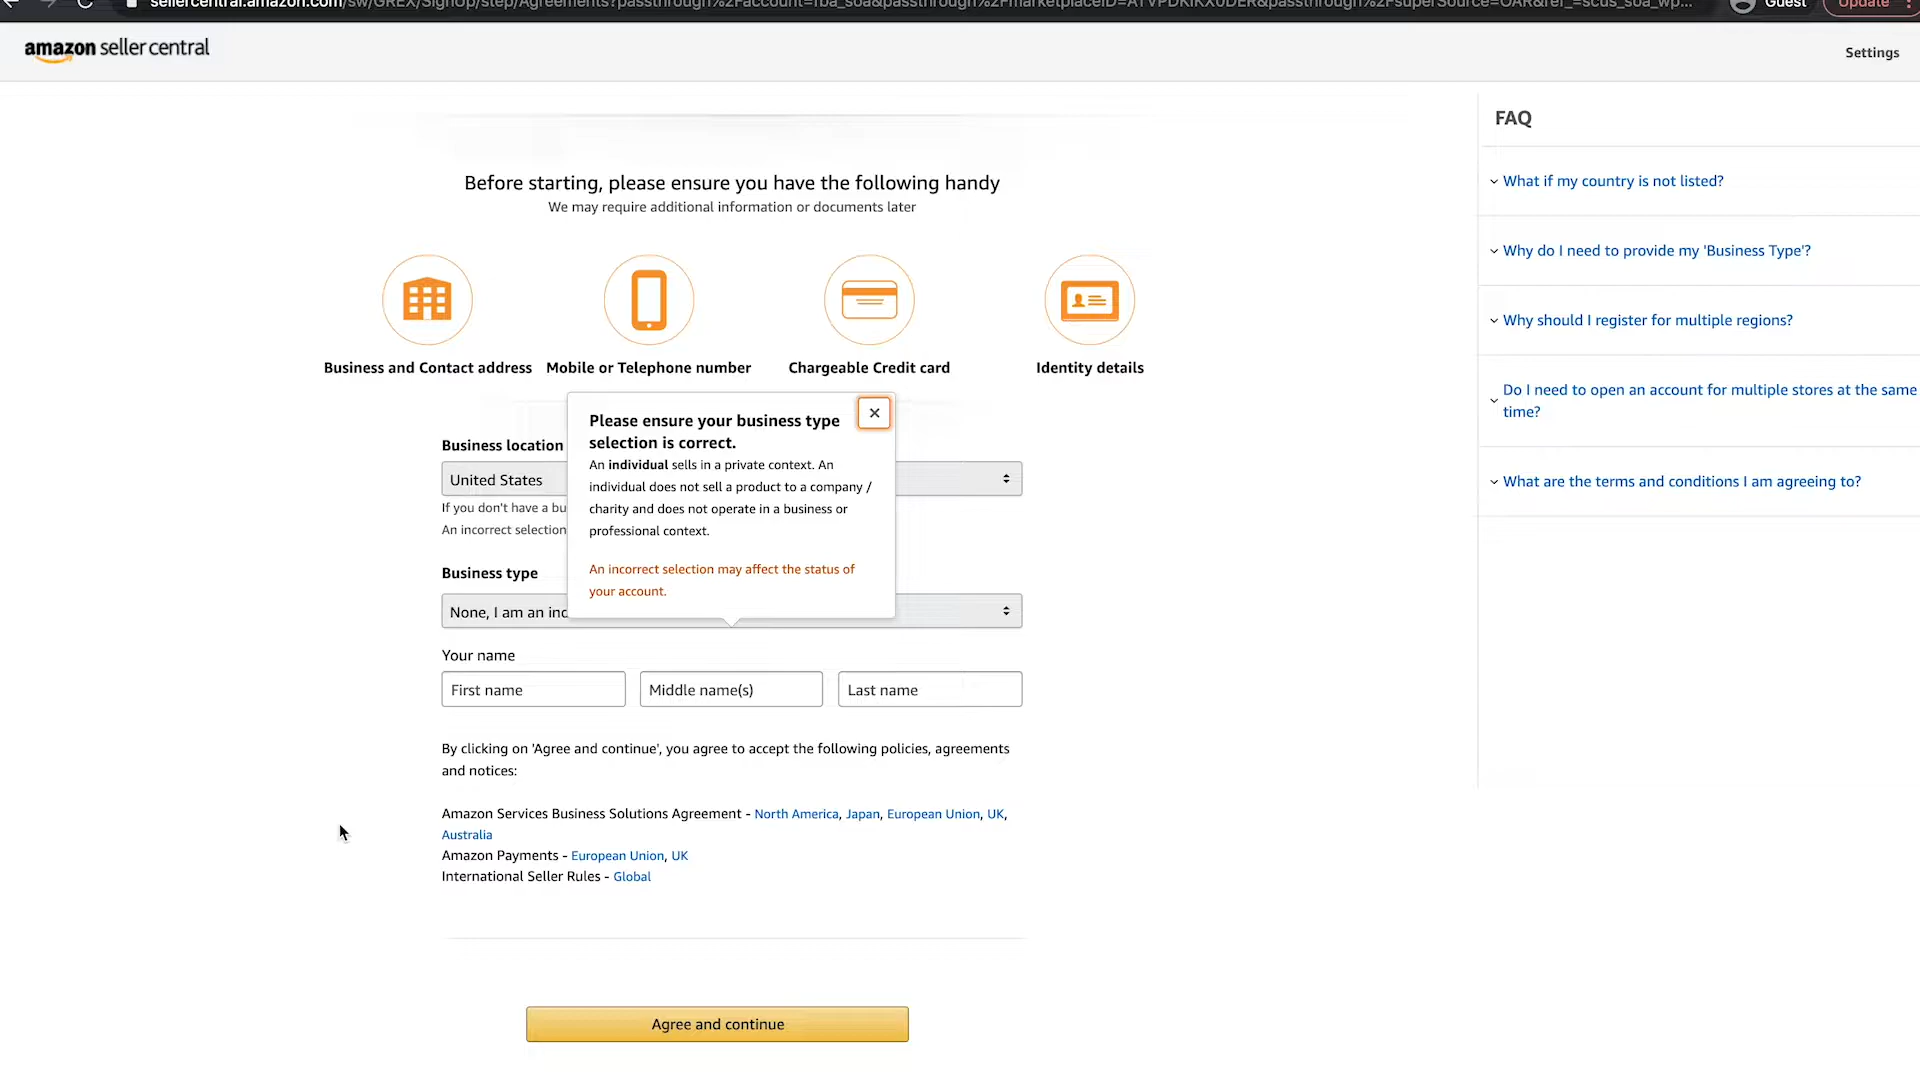 Guest
Update
amazon seller central
Settings
Before starting, please ensure you have the following handy
We may require additional information or documents later
Business and Contact address
Mobile or Telephone number
Chargeable Credit card
Identity details
Please ensure your business type
selection is correct.
An individual sells in a private context. An
individual does not sell a product to a company /
charity and does not operate in a business or
professional context.
An incorrect selection may affect the status of
your account.
Business location
United States
If you don't have a bu
An incorrect selection
Business type
None, I am an inc
Your name
First name
Middle name(s)
Last name
By clicking on 'Agree and continue', you agree to accept the following policies, agreements
and notices:
Amazon Services Business Solutions Agreement - North America, Japan, European Union, UK,
Australia
Amazon Payments - European Union, UK
International Seller Rules - Global
Agree and continue
FAQ
What if my country is not listed?
Why do I need to provide my 'Business Type'?
Why should I register for multiple regions?
Do I need to open an account for multiple stores at the same
time?
What are the terms and conditions I am agreeing to?